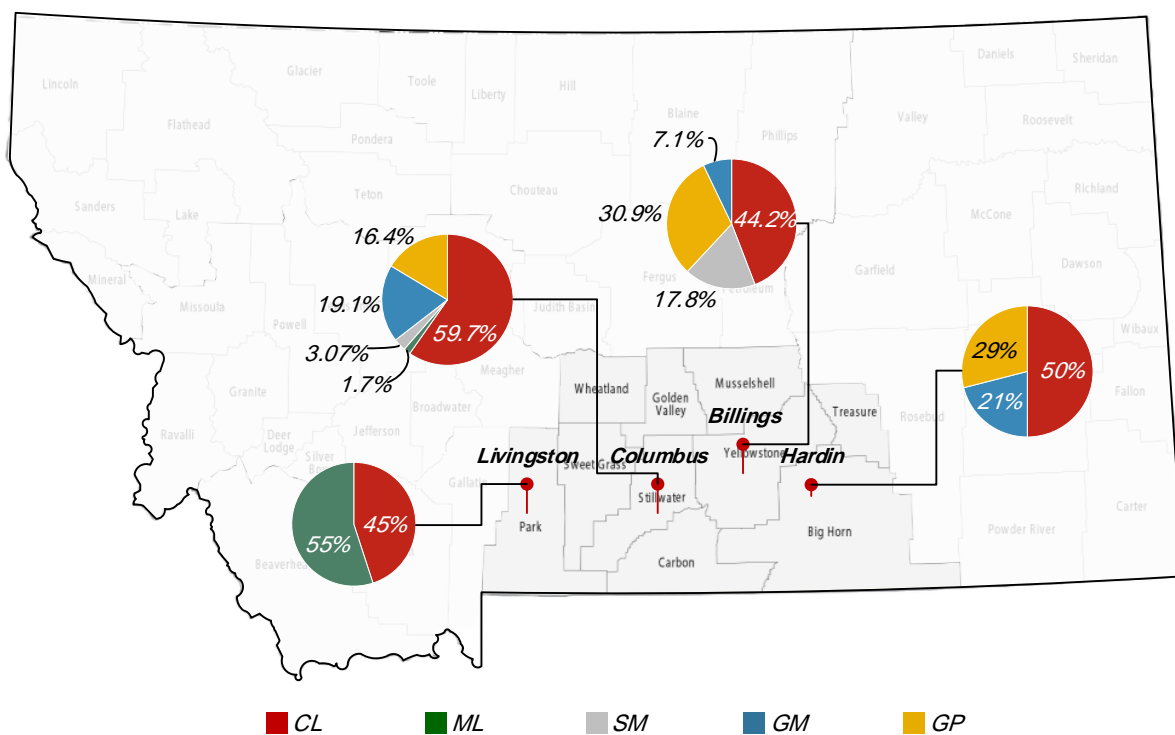 Lincoln
Flathead
Glacier
Toole
Liberty
Hill
Blaine
Phillips
Valley
Daniels
Sheridan
Roosevelt
Pondera
Teton
Chouteau
Sanders
Lake
Richland
McCone
Garfield
Dawson
Mineral
Missoula
Powell
Fergus
Petroleum
Judith Basin
Wibaux
Fallon
Granite
Ravalli
Deer
Lodge
Jefferson
Broadwater
Meagher
Wheatland
Golden
Valley
Musselshell
Treasure
Rosebud
Gallatin
Sweet Grass
Stillwater
Yellowstone
Park
Carbon
Big Horn
Powder River
Carter
7.1%
30.9%
44.2%
17.8%
16.4%
19.1%
59.7%
3.07%
1.7%
29%
50%
21%
45%
55%
Livingston
Columbus
Billings
Hardin
CL
ML
SM
GM
GP